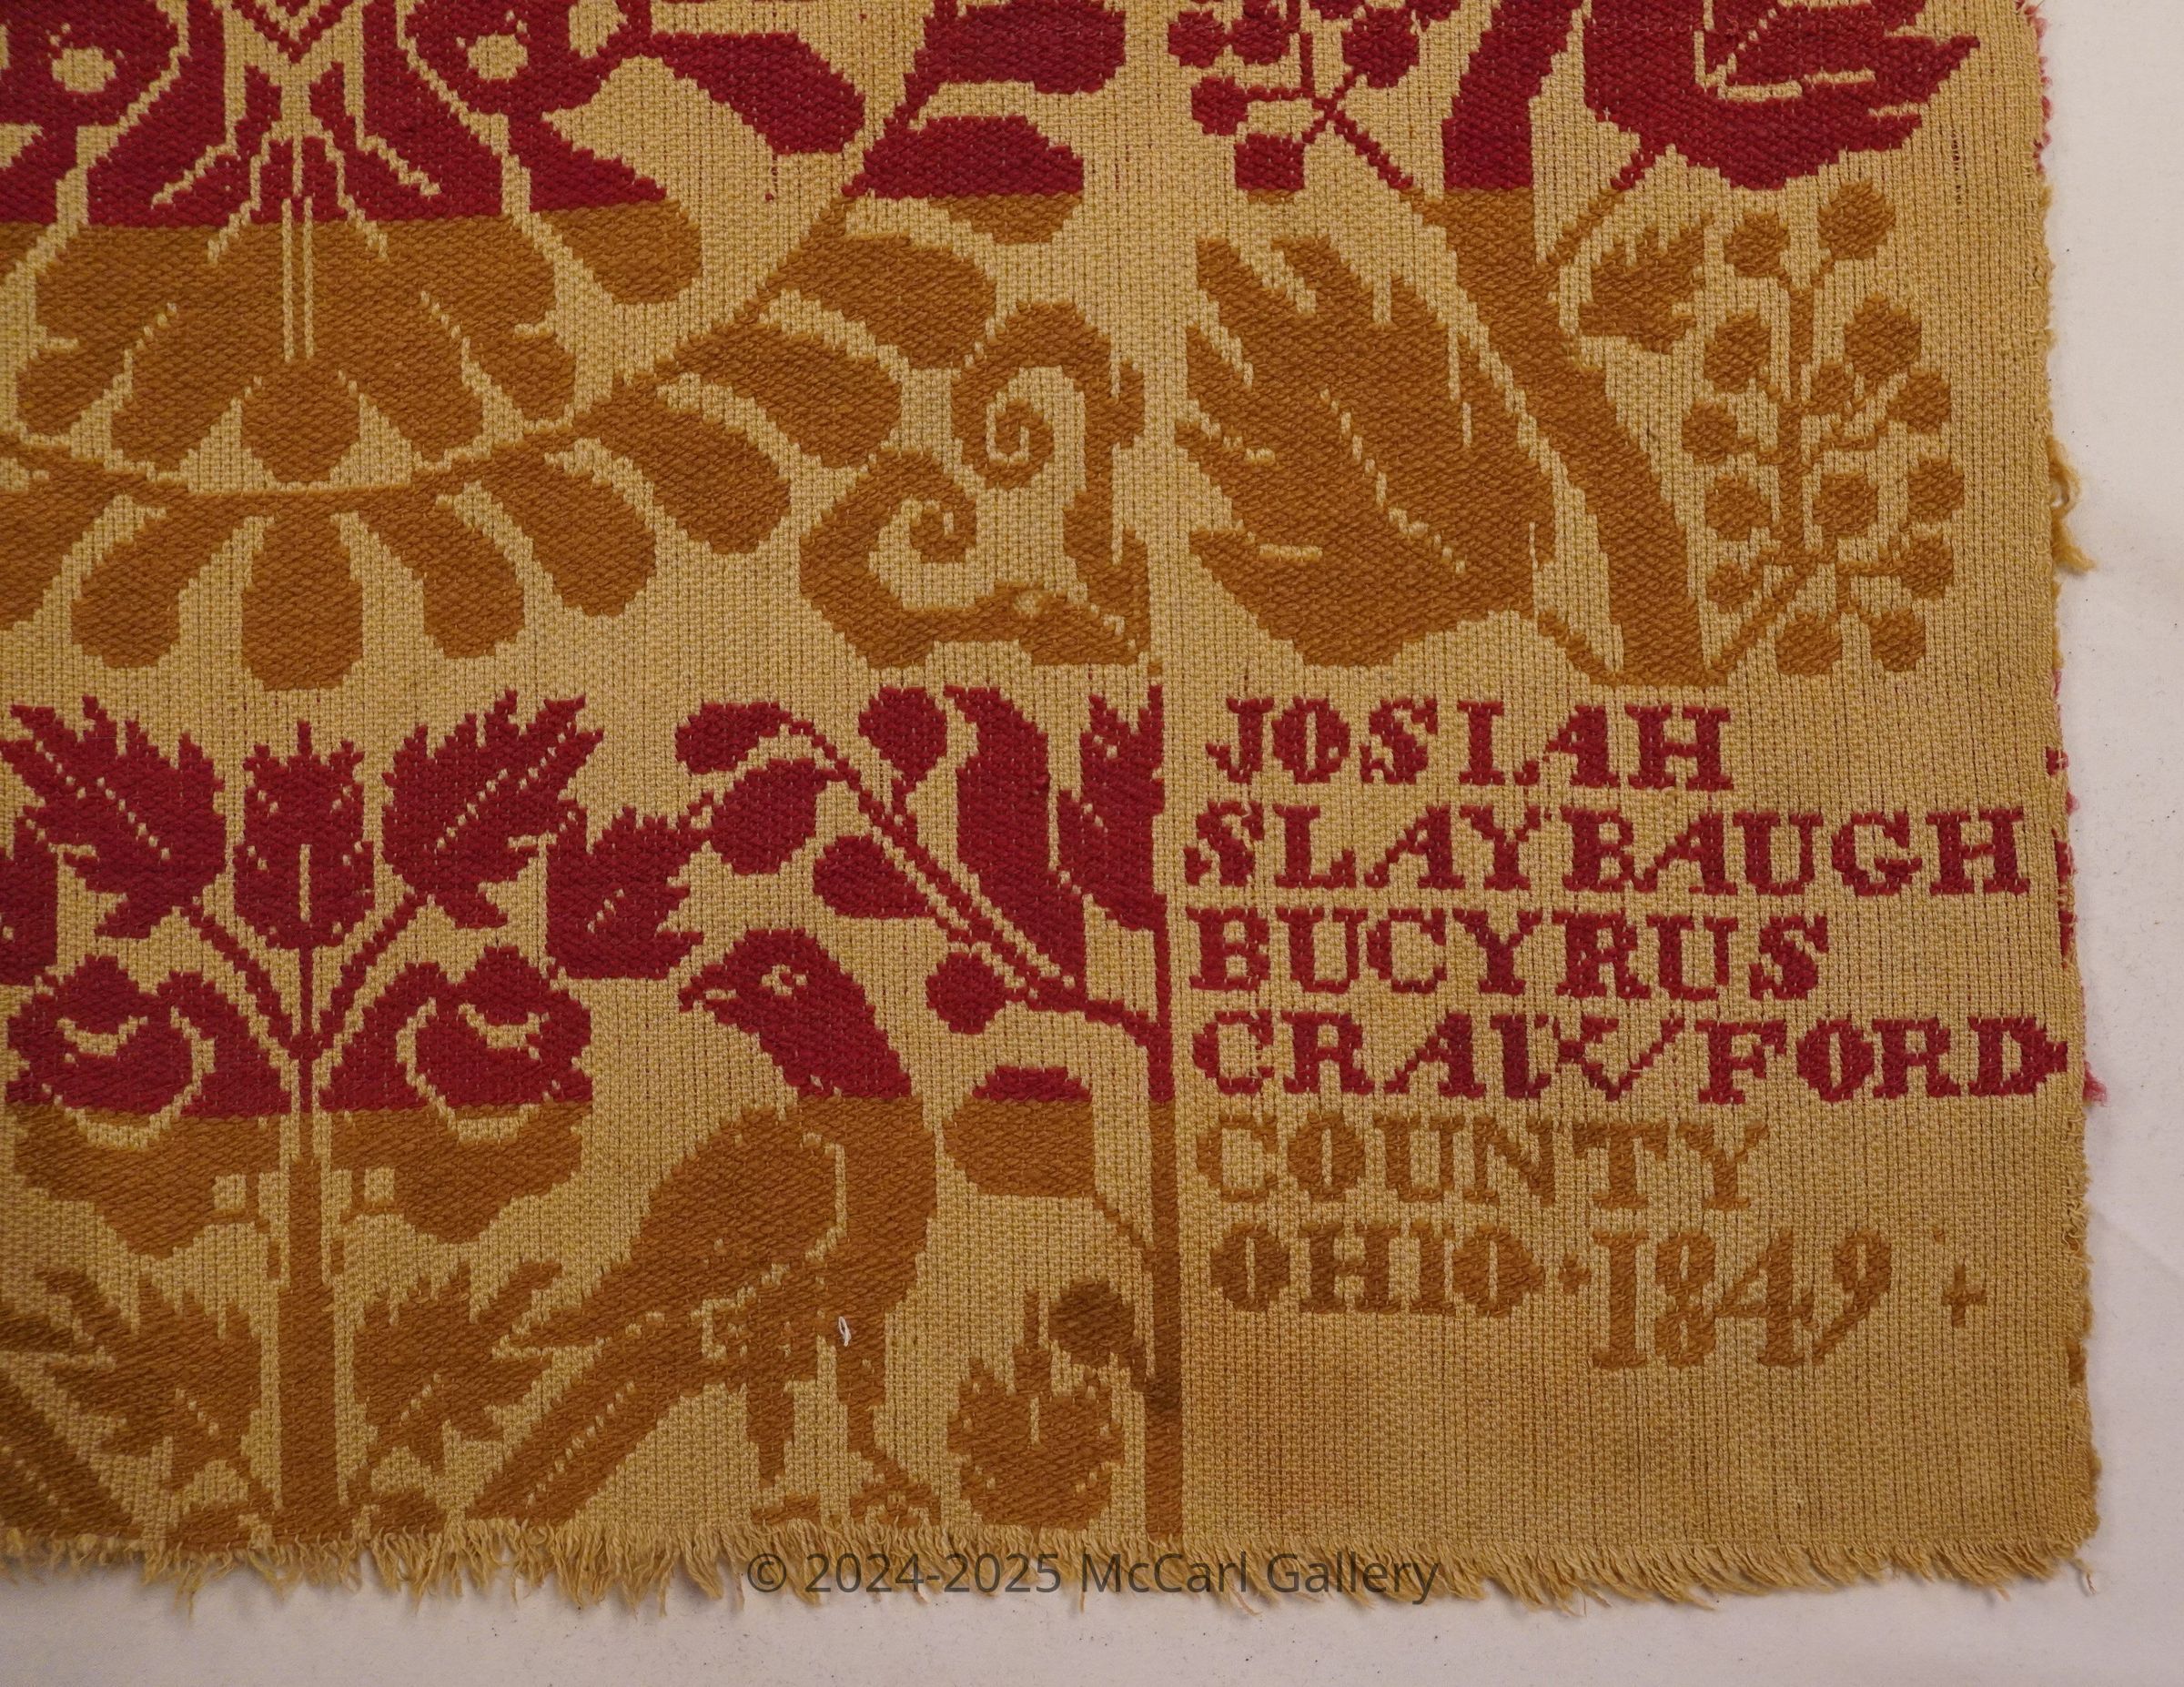 JOSIAH
SLAYBAUGH
BUCYRUS
CRAWFORD
COUNTY
OHIO·1849
© 2024-2025 McCarl Gallery